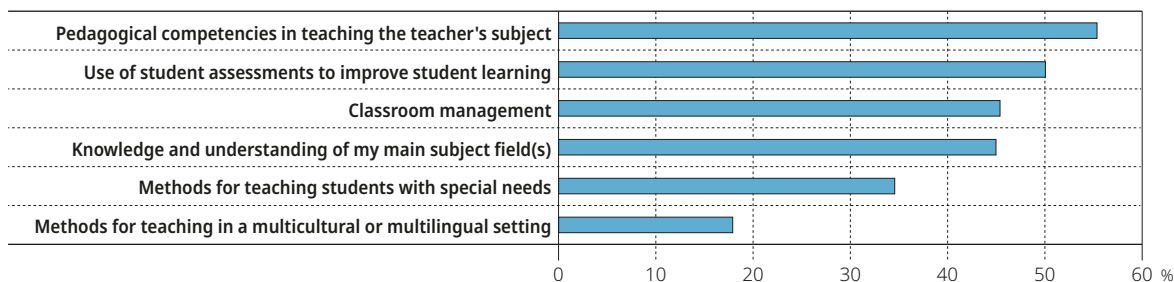 Pedagogical competencies in teaching the teacher's subject
Use of student assessments to improve student learning
Classroom management
Knowledge and understanding of my main subject field(s)
Methods for teaching students with special needs
Methods for teaching in a multicultural or multilingual setting
0 10 20 30 40 50 60 %